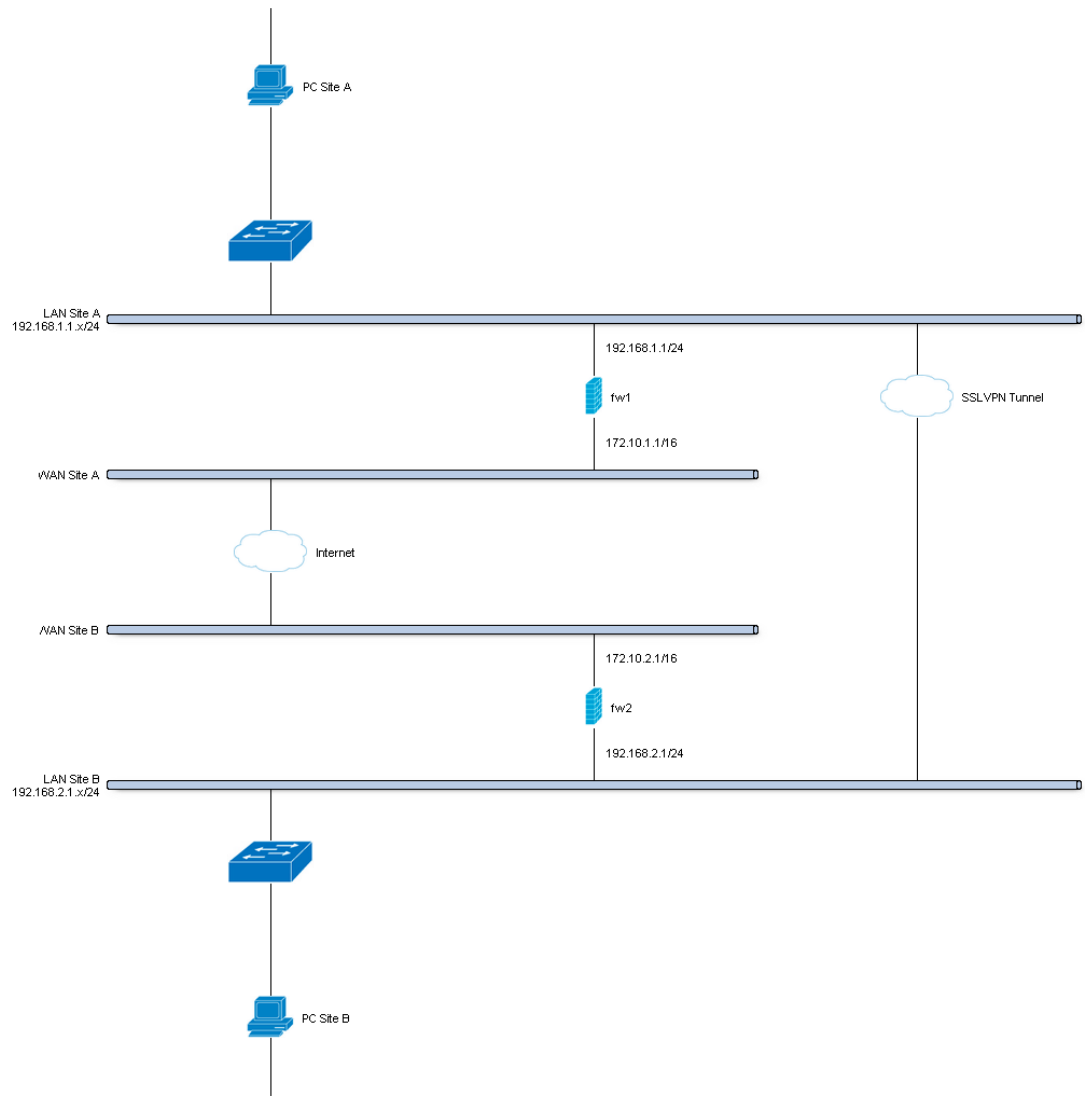 PC Site A
LAN Site A
192.168.1.1.x/24
192.168.1.1/24
fw1
SSLVPN Tunnel
172.10.1.1/16
WAN Site A
Internet
WAN Site B
172.10.2.1/16
fw2
192.168.2.1/24
LAN Site B
192.168.2.1.x/24
PC Site B